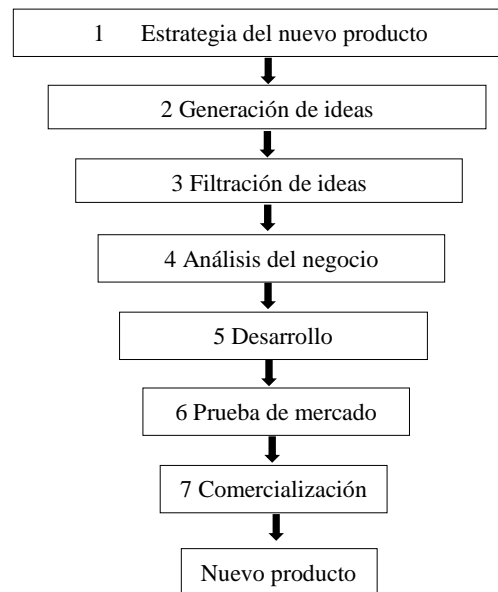 1 Estrategia del nuevo producto
2 Generación de ideas
3 Filtración de ideas
4 Análisis del negocio
5 Desarrollo
6 Prueba de mercado
7 Comercialización
Nuevo producto